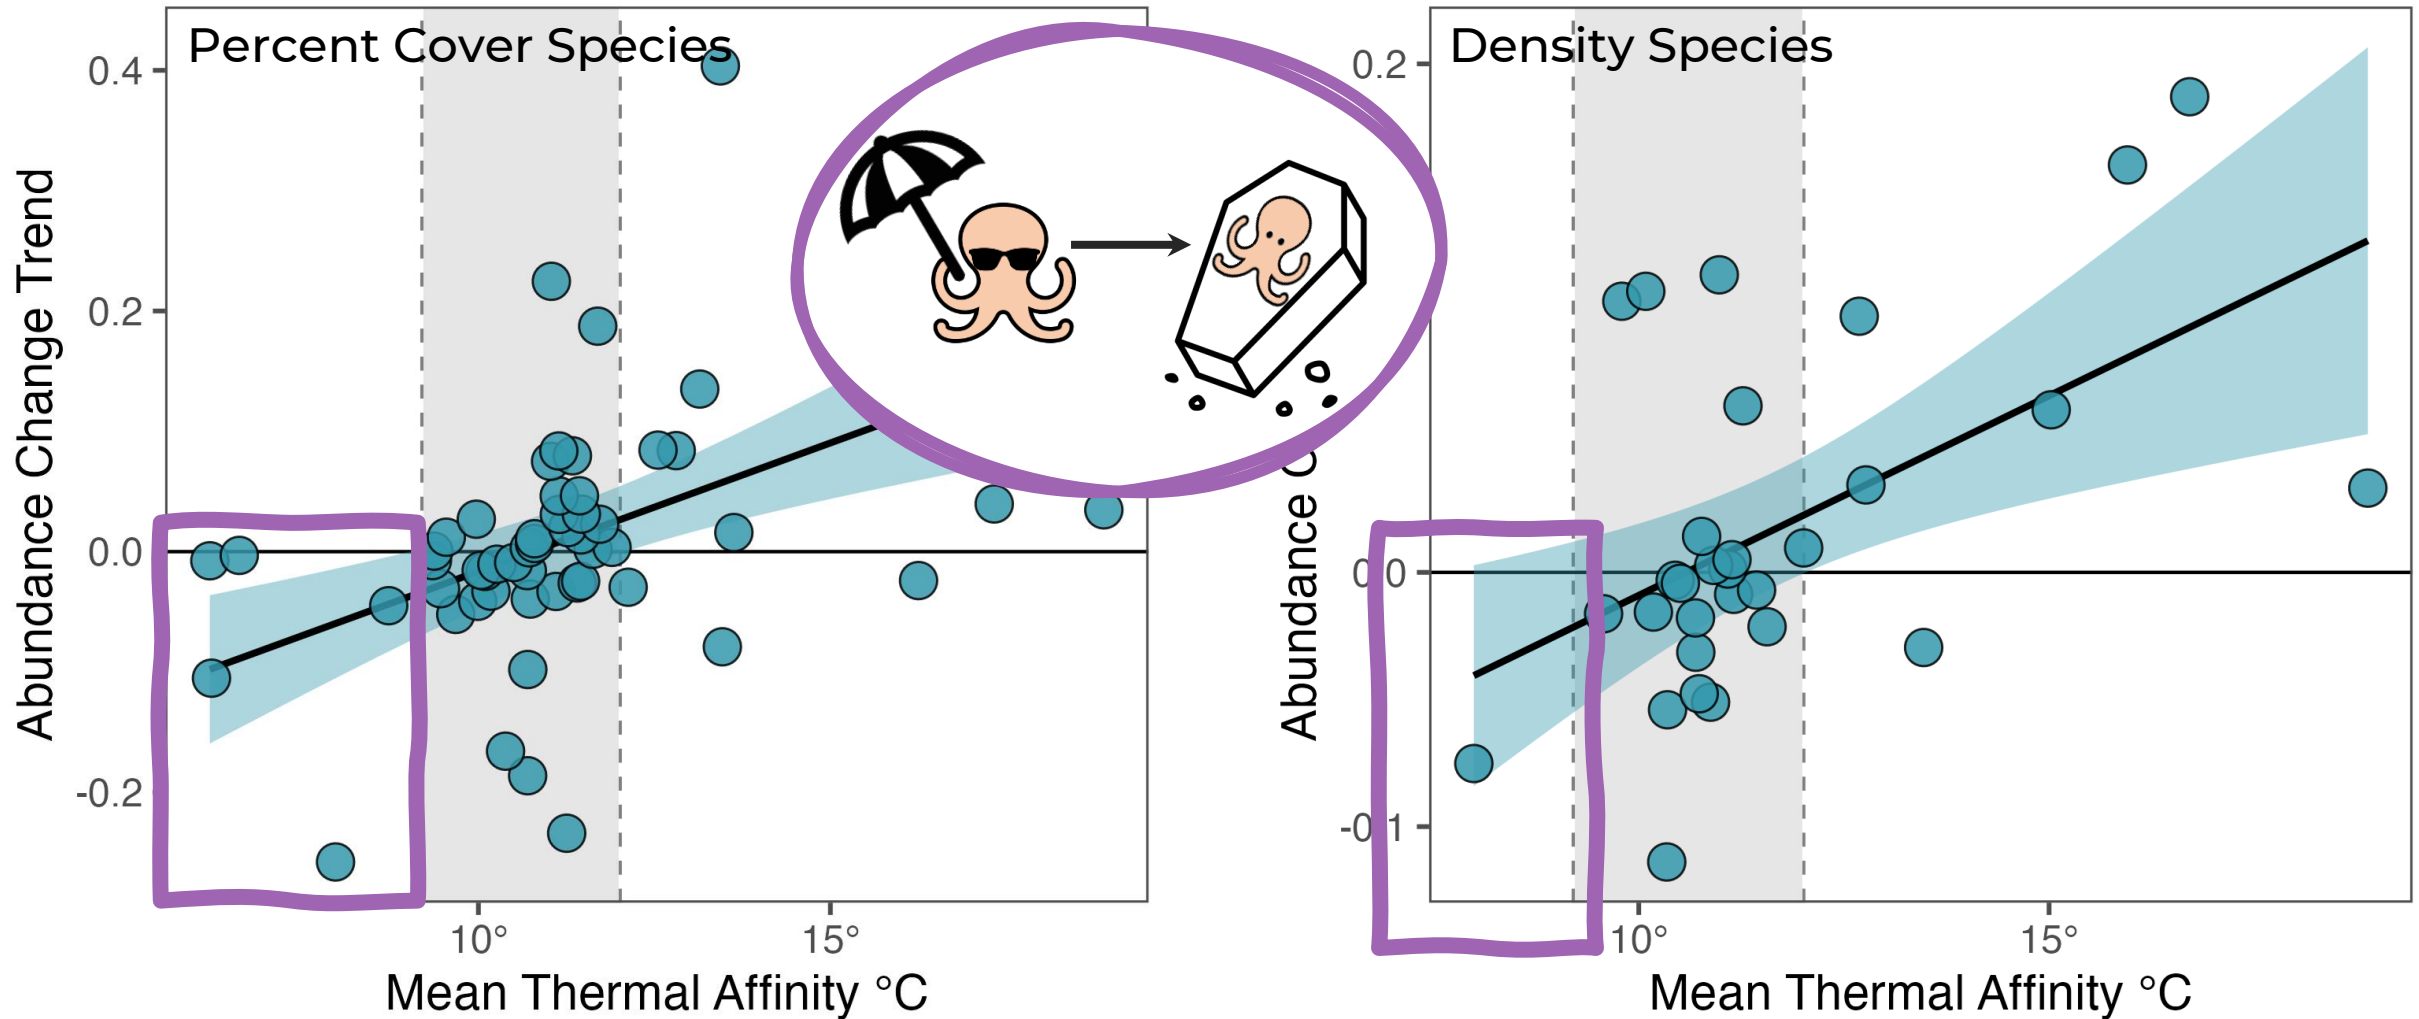 Percent Cover Species
Abundance Change Trend
0.4
0.2
0.0
-0.2
10°
15°
Mean Thermal Affinity °C
Density Species
Abundance C
0.2
0.0
-0.1
10°
15°
Mean Thermal Affinity °C